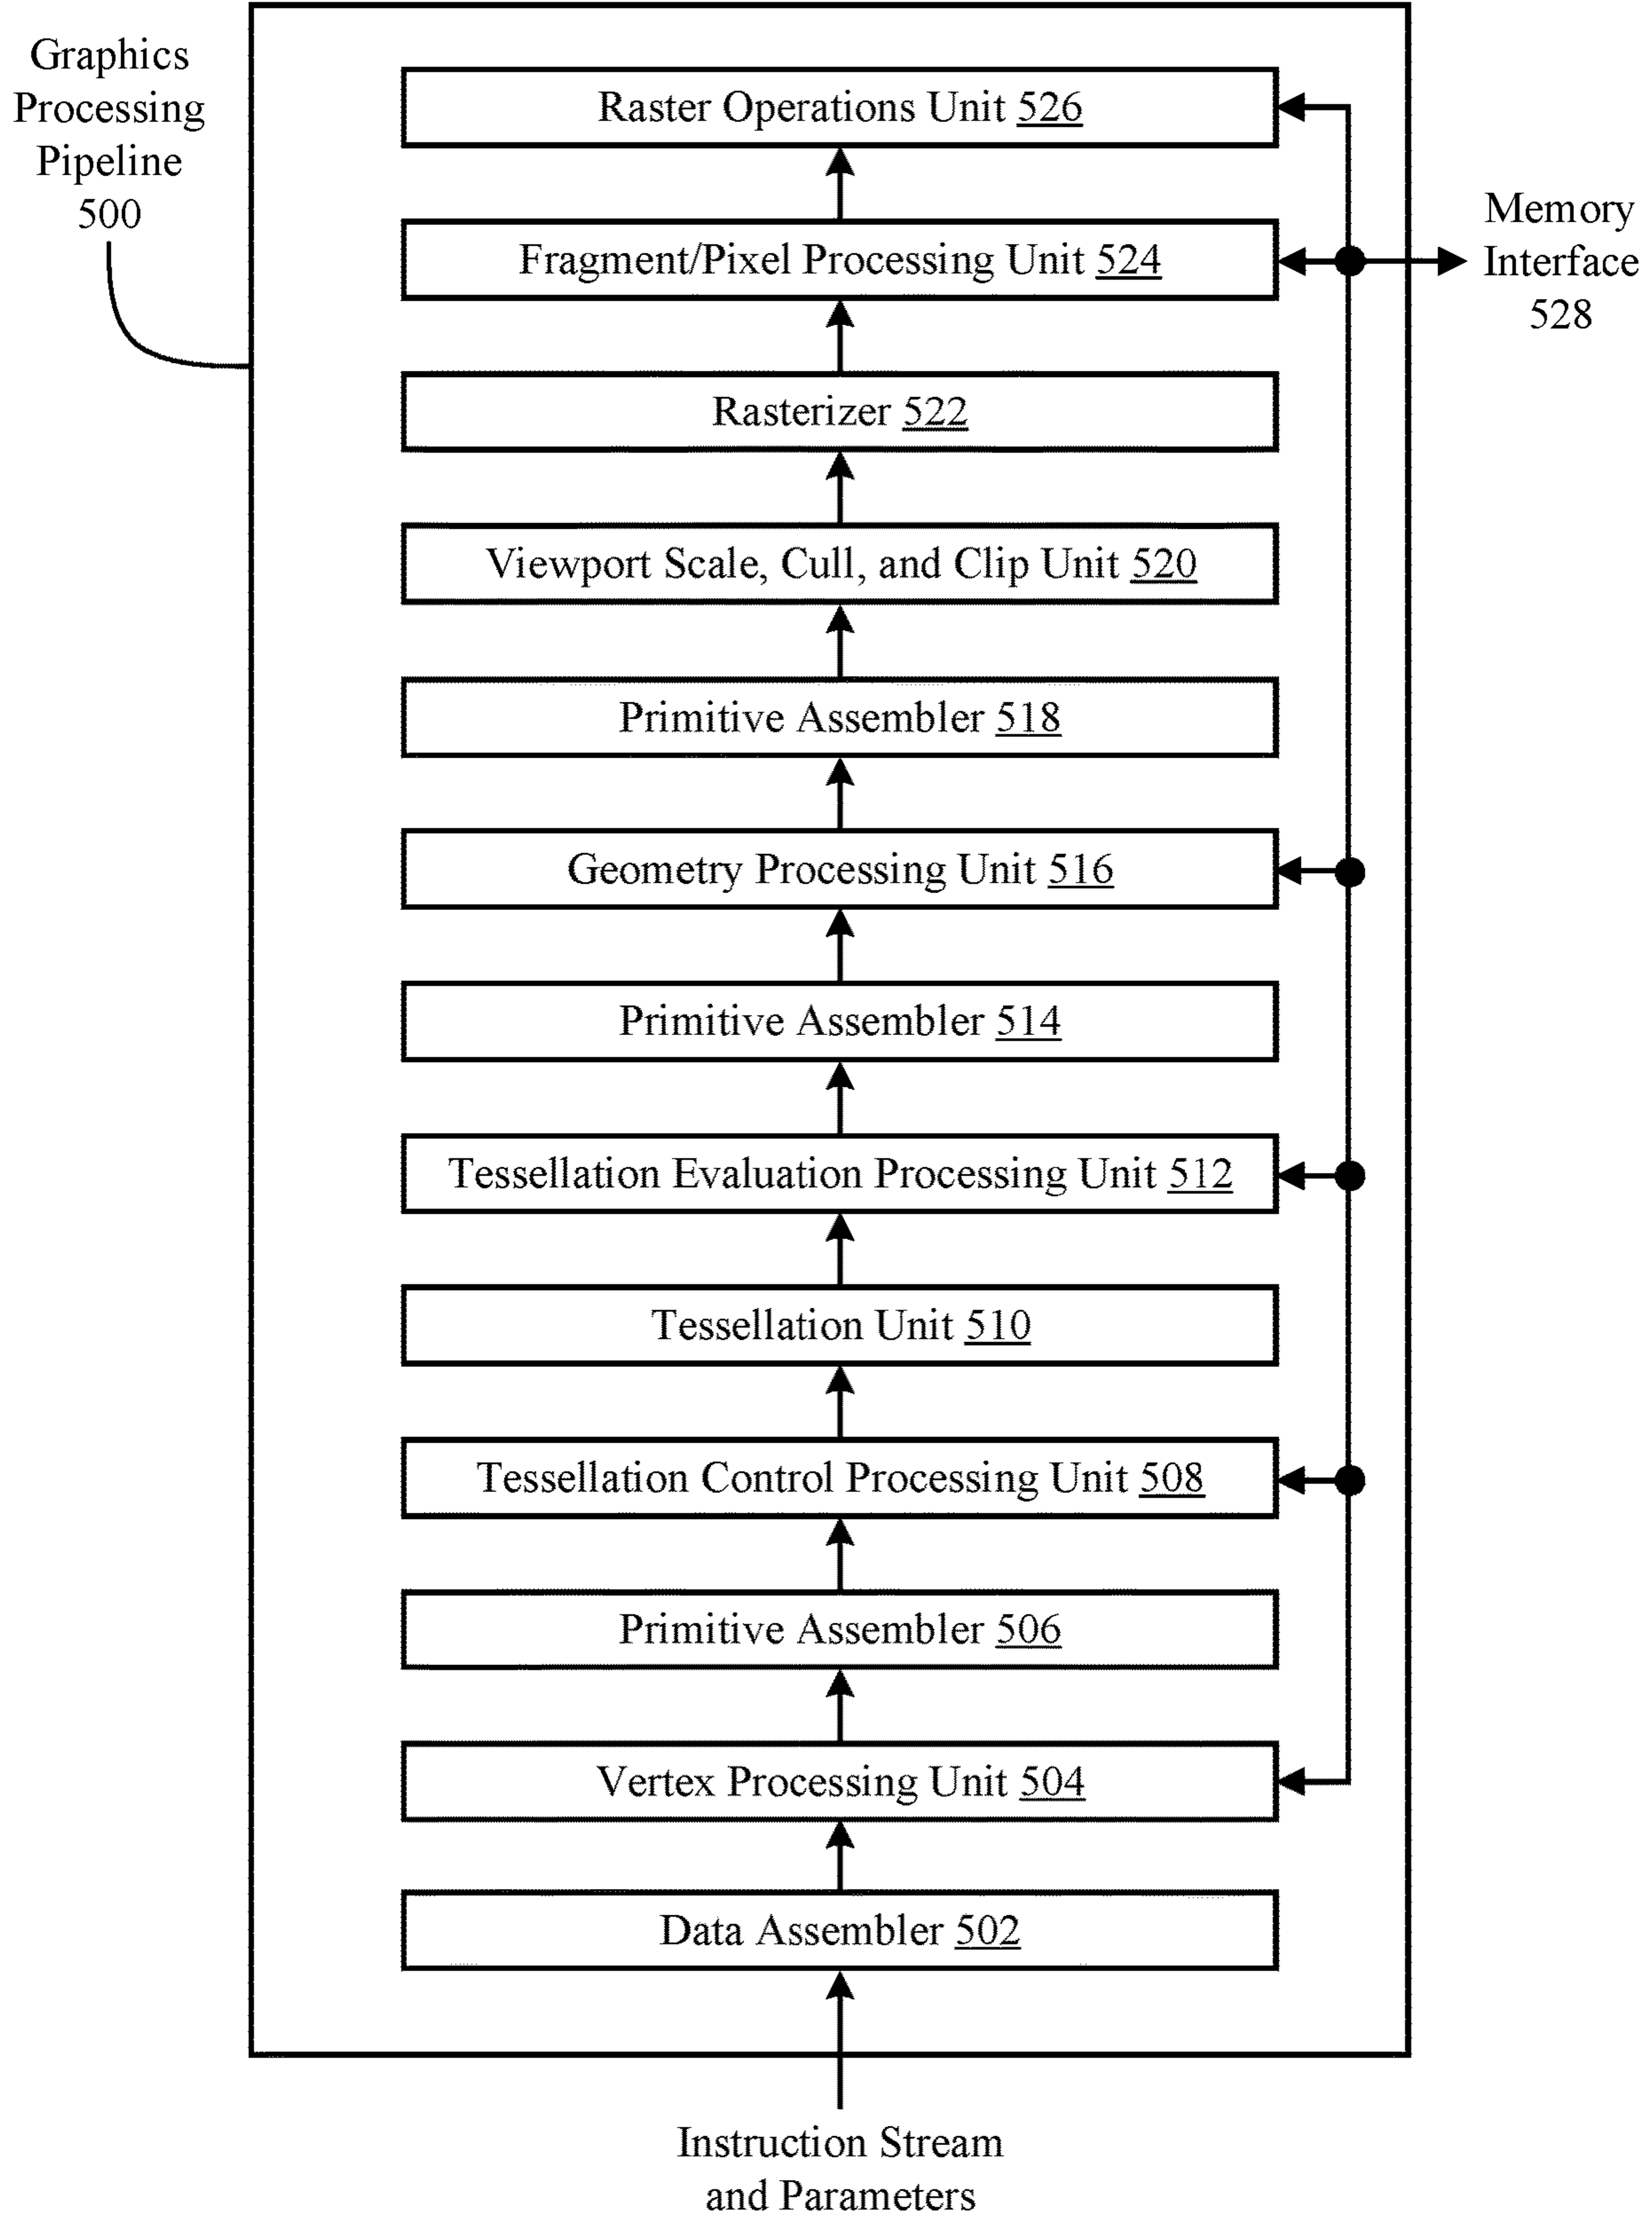 Graphics
Processing
Pipeline
500
Raster Operations Unit 526
Fragment/Pixel Processing Unit 524
Memory
Interface
528
Rasterizer 522
Viewport Scale, Cull, and Clip Unit 520
Primitive Assembler 518
Geometry Processing Unit 516
Primitive Assembler 514
Tessellation Evaluation Processing Unit 512
Tessellation Unit 510
Tessellation Control Processing Unit 508
Primitive Assembler 506
Vertex Processing Unit 504
Data Assembler 502
Instruction Stream
and Parameters